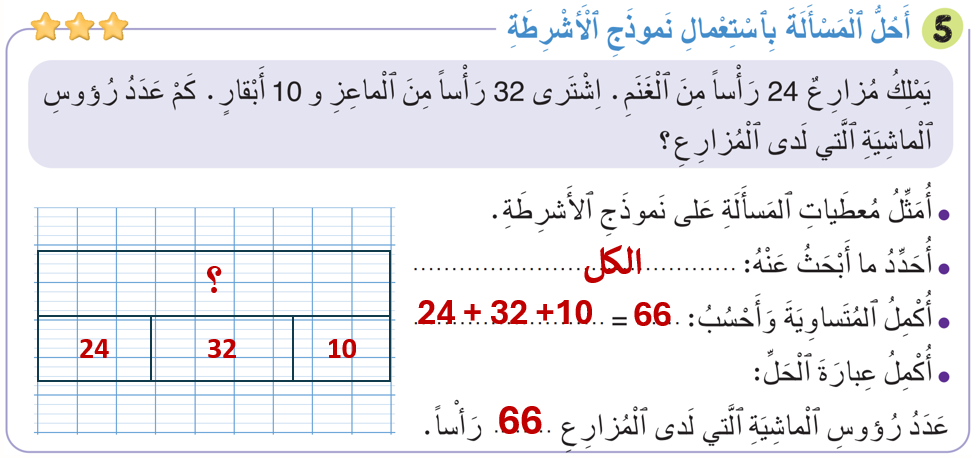 5 أَحُلُّ ٱلْمَسْأَلَةَ بِٱسْتِعْمالِ نَموذَجِ ٱلْأَشْرِطَةِ
يَمْلِكُ مُزارِعٌ 24 رَأْساً مِنَ ٱلْغَنَمِ. اِشْتَرى 32 رَأْساً مِنَ ٱلْماعِزِ و 10 أَبْقارٍ. كَمْ عَدَدُ رُؤوسِ
ٱلْماشِيَةِ ٱلَّتي لَدى ٱلْمُزارِعِ؟
• أُمَثِّلُ مُعطَياتِ ٱلمَسأَلَةِ عَلى نَموذَجِ ٱلأَشرِطَةِ.
• أُحَدِّدُ ما أَبْحَثُ عَنْهُ: الكل
• أُكْمِلُ ٱلمُتَساوِيَةَ وَأَحْسُبُ: 24 + 32 +10 = 66
• أُكْمِلُ عِبارَةَ ٱلْحَلِّ:
عَدَدُ رُؤوسِ ٱلْماشِيَةِ ٱلَّتي لَدى ٱلْمُزارِعِ 66 رَأْساً.
؟
24 32 10